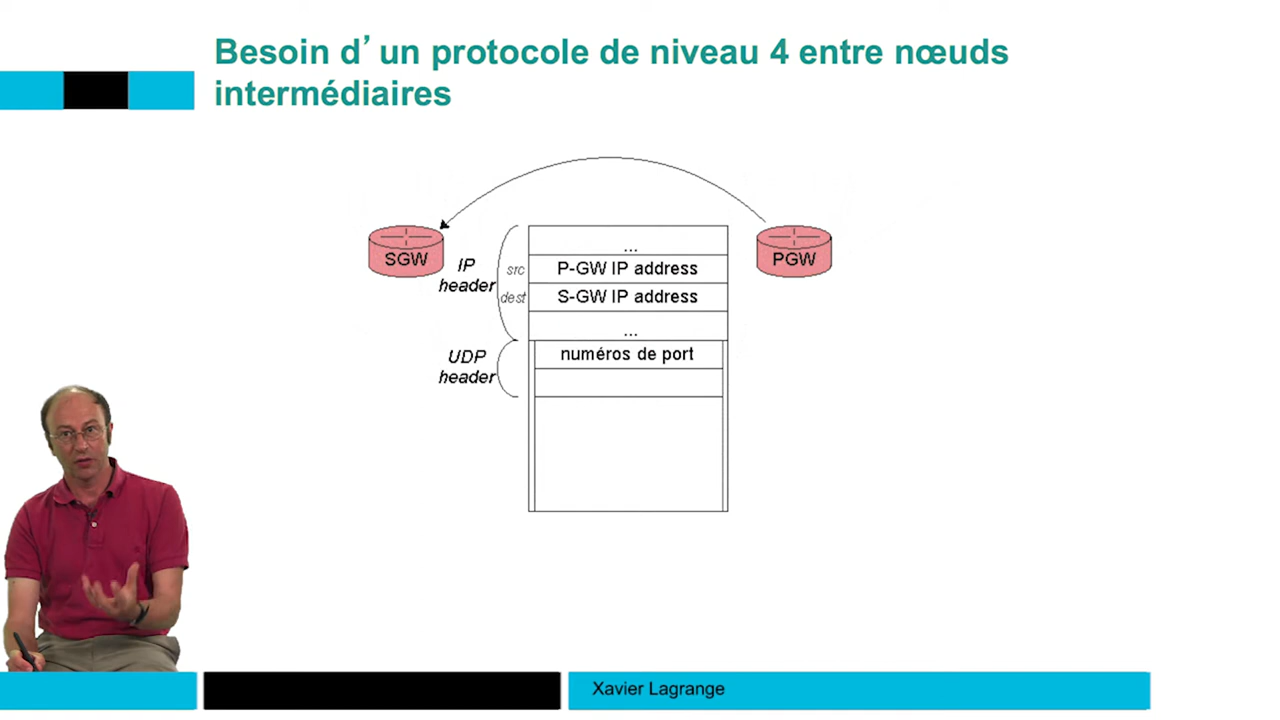 Besoin d’un protocole de niveau 4 entre nœuds
intermédiaires
SGW
PGW
IP
header
src
dest
...
P-GW IP address
S-GW IP address
...
UDP
header
numéros de port
Xavier Lagrange